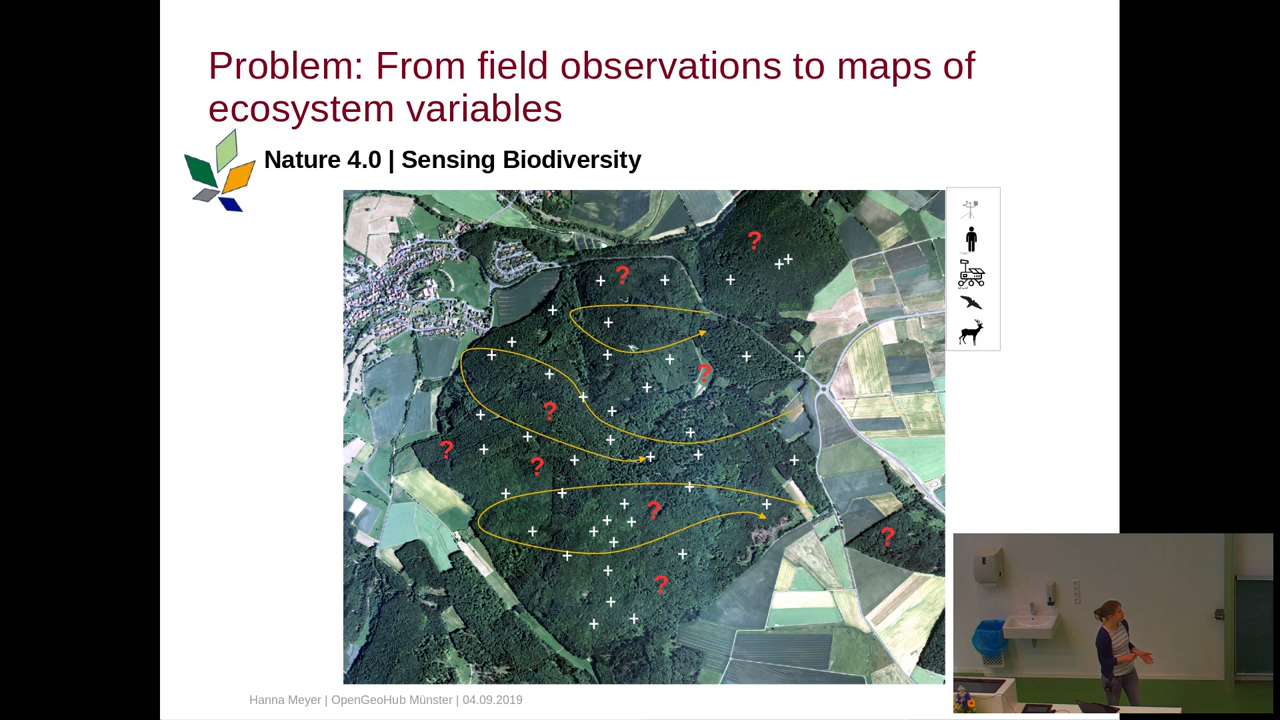 Problem: From field observations to maps of
ecosystem variables
Nature 4.0 | Sensing Biodiversity
?
?
?
?
?
?
?
?
?
Hanna Meyer | OpenGeoHub Münster | 04.09.2019